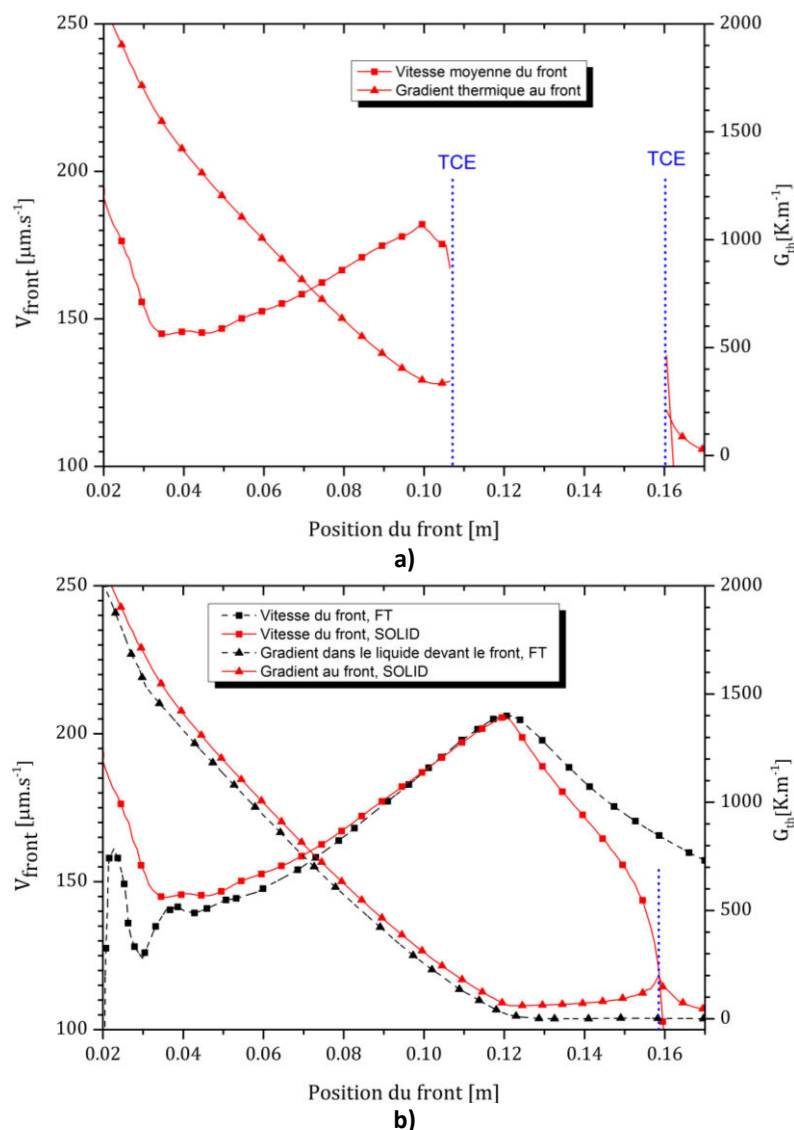 250
200
150
100
V_front [µm.s⁻¹]
2000
1500
1000
500
0
G_th[K.m⁻¹]
Vitesse moyenne du front
Gradient thermique au front
TCE
TCE
0.02 0.04 0.06 0.08 0.10 0.12 0.14 0.16
Position du front [m]
a)
250
200
150
100
V_front [µm.s⁻¹]
2000
1500
1000
500
0
G_th[K.m⁻¹]
Vitesse du front, FT
Vitesse du front, SOLID
Gradient dans le liquide devant le front, FT
Gradient au front, SOLID
0.02 0.04 0.06 0.08 0.10 0.12 0.14 0.16
Position du front [m]
b)